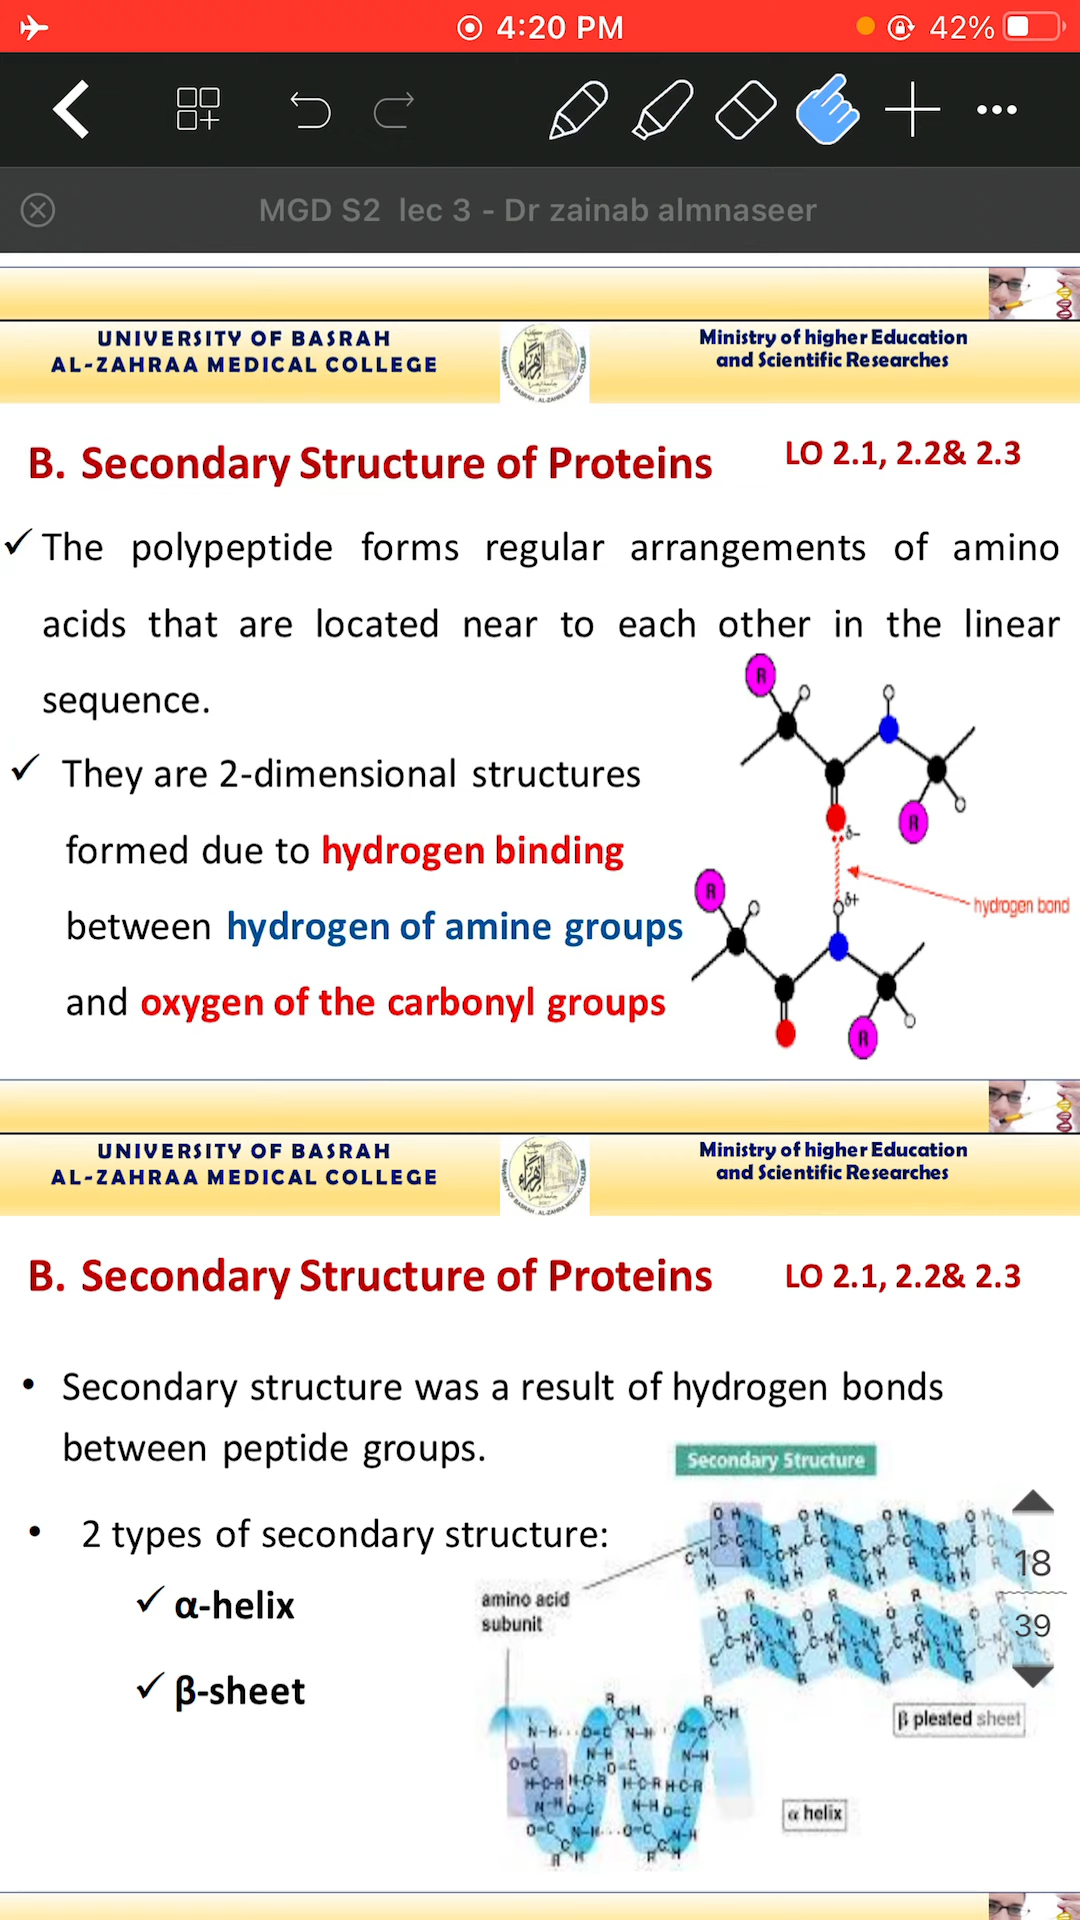 4:20 PM
42%
MGD S2 lec 3 - Dr zainab almnaseer
UNIVERSITY OF BASRAH
AL-ZAHRAA MEDICAL COLLEGE
Ministry of higher Education
and Scientific Researches
B. Secondary Structure of Proteins
LO 2.1, 2.2& 2.3
✓ The polypeptide forms regular arrangements of amino
acids that are located near to each other in the linear
sequence.
✓ They are 2-dimensional structures
formed due to hydrogen binding
between hydrogen of amine groups
and oxygen of the carbonyl groups
R
R
δ-
δ+
hydrogen bond
R
R
UNIVERSITY OF BASRAH
AL-ZAHRAA MEDICAL COLLEGE
Ministry of higher Education
and Scientific Researches
B. Secondary Structure of Proteins
LO 2.1, 2.2& 2.3
• Secondary structure was a result of hydrogen bonds
between peptide groups.
• 2 types of secondary structure:
✓ α-helix
✓ β-sheet
Secondary Structure
amino acid
subunit
18
39
β pleated sheet
α helix